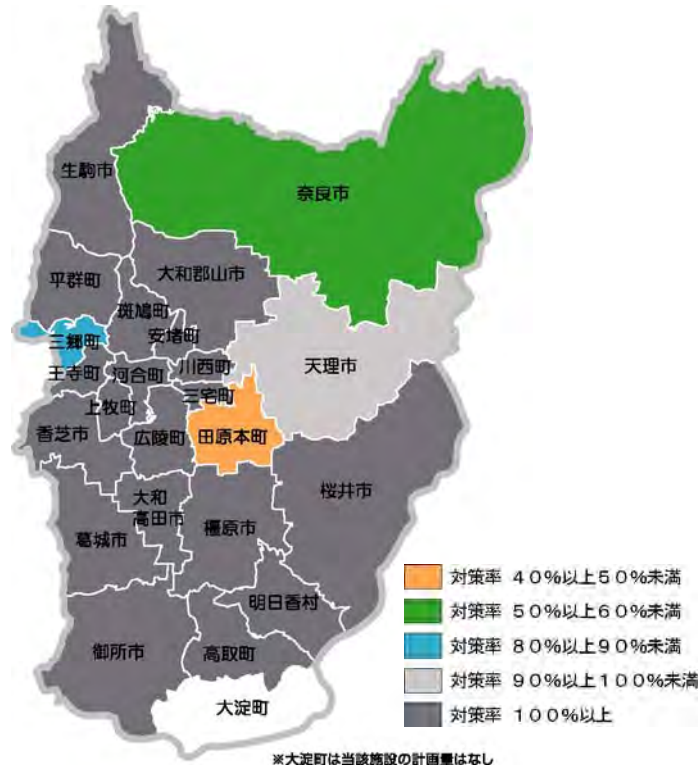 生駒市
奈良市
平群町
大和郡山市
斑鳩町
安堵町
三郷町
天理市
王寺町
河合町
川西町
三宅町
上牧町
香芝市
広陵町
田原本町
桜井市
大和
高田市
葛城市
橿原市
明日香村
御所市
高取町
大淀町
対策率 40%以上50%未満
対策率 50%以上60%未満
対策率 80%以上90%未満
対策率 90%以上100%未満
対策率 100%以上
※大淀町は当該施設の計画量はなし